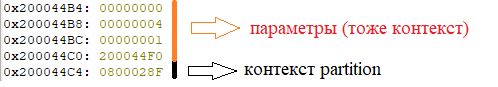 0x200044B4: 00000000
0x200044B8: 00000004
0x200044BC: 00000001
0x200044C0: 200044F0
0x200044C4: 0800028F
параметры (тоже контекст)
контекст partition